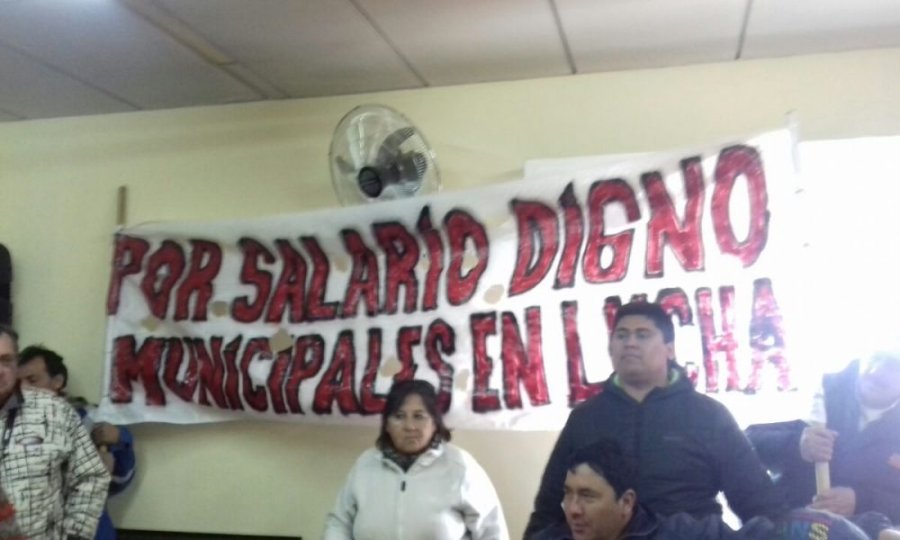 POR SALARIO DIGNO
MUNICIPALES EN LUCHA